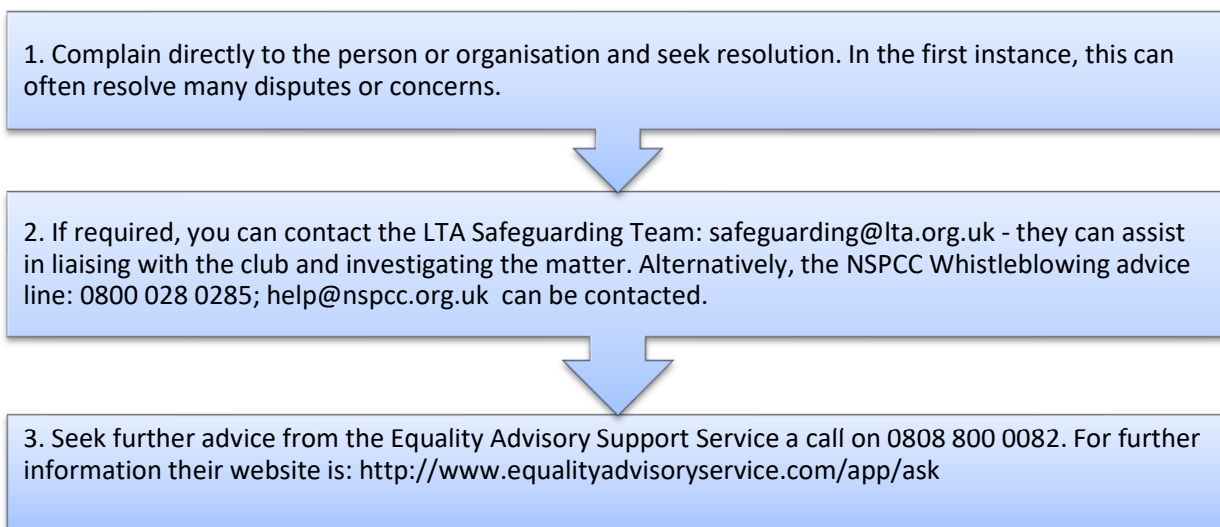 1. Complain directly to the person or organisation and seek resolution. In the first instance, this can
often resolve many disputes or concerns.
2. If required, you can contact the LTA Safeguarding Team: safeguarding@lta.org.uk - they can assist
in liaising with the club and investigating the matter. Alternatively, the NSPCC Whistleblowing advice
line: 0800 028 0285; help@nspcc.org.uk can be contacted.
3. Seek further advice from the Equality Advisory Support Service a call on 0808 800 0082. For further
information their website is: http://www.equalityadvisoryservice.com/app/ask